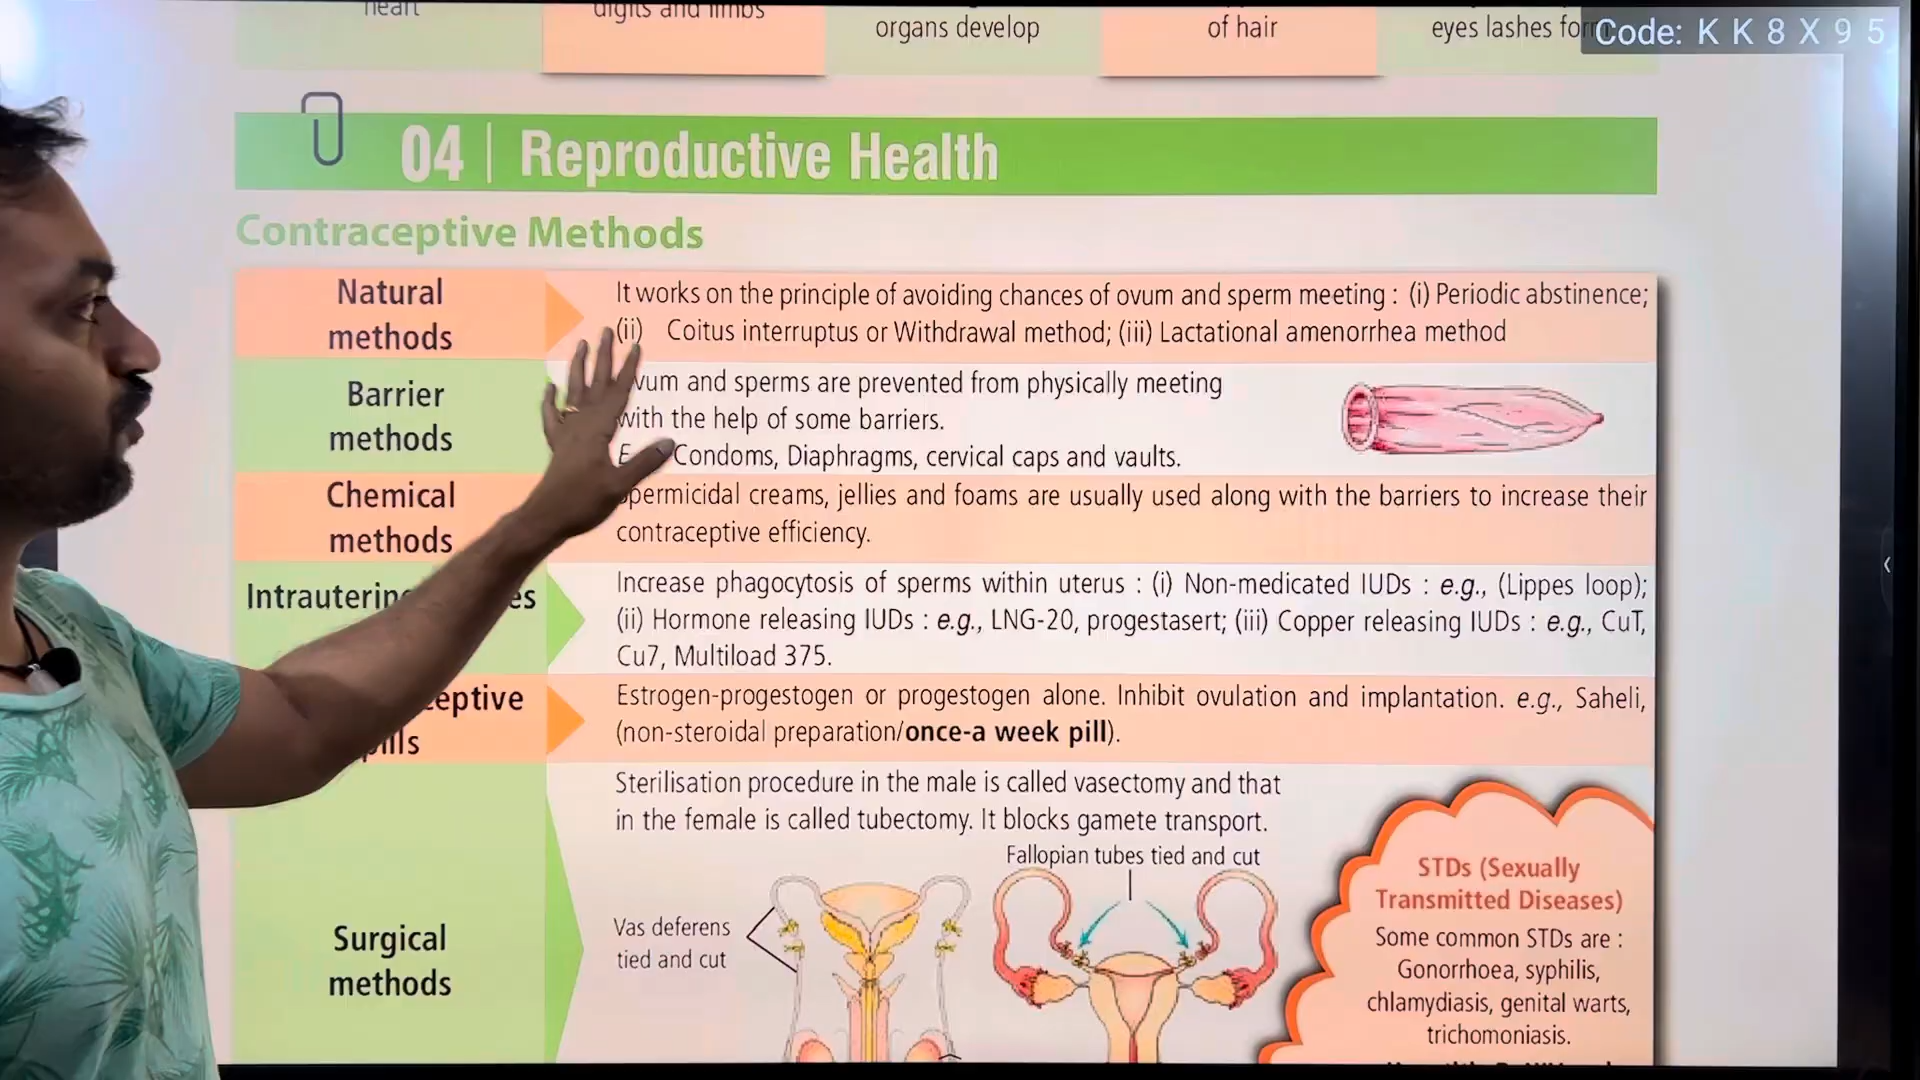 heart
digits and limbs
organs develop
of hair
eyes lashes
Code: K K 8 X 9 5
04 | Reproductive Health
Contraceptive Methods
Natural
methods
It works on the principle of avoiding chances of ovum and sperm meeting : (i) Periodic abstinence;
(ii) Coitus interruptus or Withdrawal method; (iii) Lactational amenorrhea method
Barrier
methods
and sperms are prevented from physically meeting
with the help of some barriers.
Condoms, Diaphragms, cervical caps and vaults.
Chemical
methods
Spermicidal creams, jellies and foams are usually used along with the barriers to increase their
contraceptive efficiency.
Increase phagocytosis of sperms within uterus : (i) Non-medicated IUDs : e.g., (Lippes loop);
(ii) Hormone releasing IUDs : e.g., LNG-20, progestasert; (iii) Copper releasing IUDs : e.g., CuT,
Cu7, Multiload 375.
Estrogen-progestogen or progestogen alone. Inhibit ovulation and implantation. e.g., Saheli,
(non-steroidal preparation/once-a week pill).
Surgical
methods
Sterilisation procedure in the male is called vasectomy and that
in the female is called tubectomy. It blocks gamete transport.
Fallopian tubes tied and cut
Vas deferens
tied and cut
STDs (Sexually
Transmitted Diseases)
Some common STDs are :
Gonorrhoea, syphilis,
chlamydiasis, genital warts,
trichomoniasis.